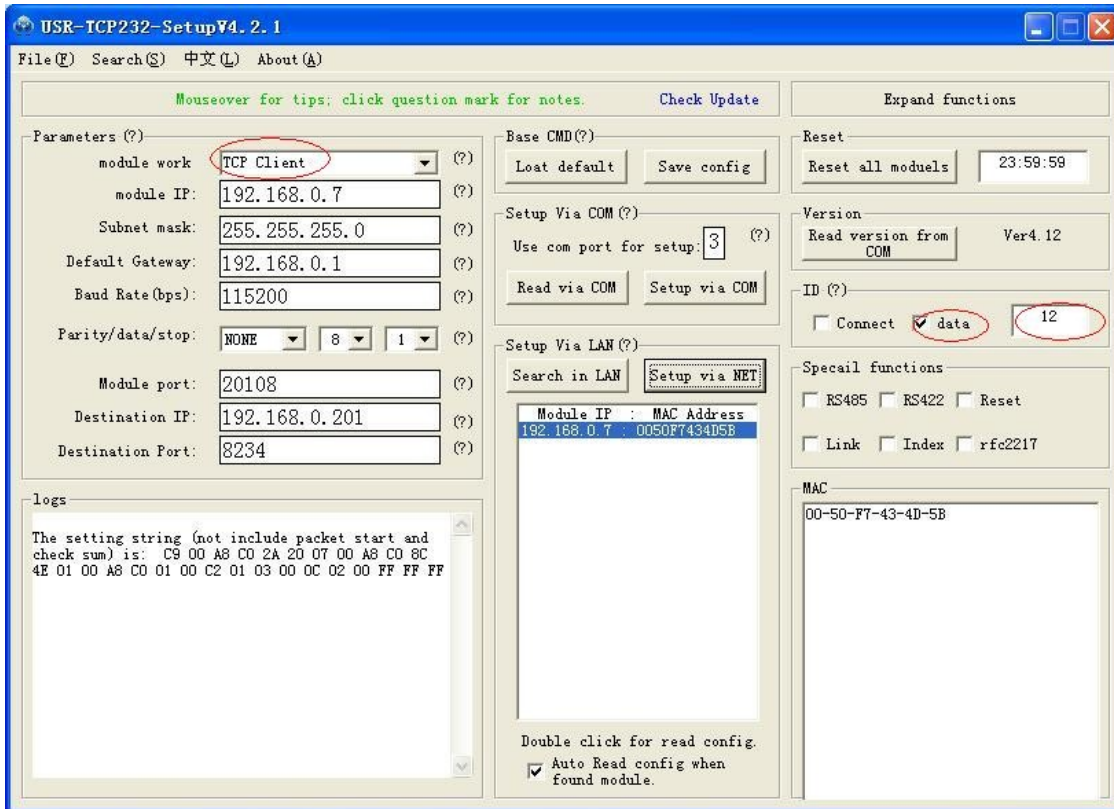 USR-TCP232-SetupV4.2.1
File(F) Search(S) 中文(L) About(A)
Mouseover for tips; click question mark for notes. Check Update
Expand functions
Parameters (?)
module work TCP Client (?)
module IP: 192.168.0.7 (?)
Subnet mask: 255.255.255.0 (?)
Default Gateway: 192.168.0.1 (?)
Baud Rate(bps): 115200 (?)
Parity/data/stop: NONE 8 1 (?)
Module port: 20108 (?)
Destination IP: 192.168.0.201 (?)
Destination Port: 8234 (?)
logs
The setting string (not include packet start and
check sum) is: C9 00 A8 C0 2A 20 07 00 A8 C0 8C
4E 01 00 A8 C0 01 00 C2 01 03 00 0C 02 00 FF FF FF
Base CMD(?)
Loat default Save config
Setup Via COM(?)
Use com port for setup: 3 (?)
Read via COM Setup via COM
Setup Via LAN(?)
Search in LAN Setup via NET
Module IP : MAC Address
192.168.0.7 : 0050F7434D5B
Double click for read config.
Auto Read config when
found module.
Reset
Reset all moduels 23:59:59
Version
Read version from
COM
Ver4.12
ID (?)
Connect data 12
Specail functions
RS485 RS422 Reset
Link Index rfc2217
MAC
00-50-F7-43-4D-5B